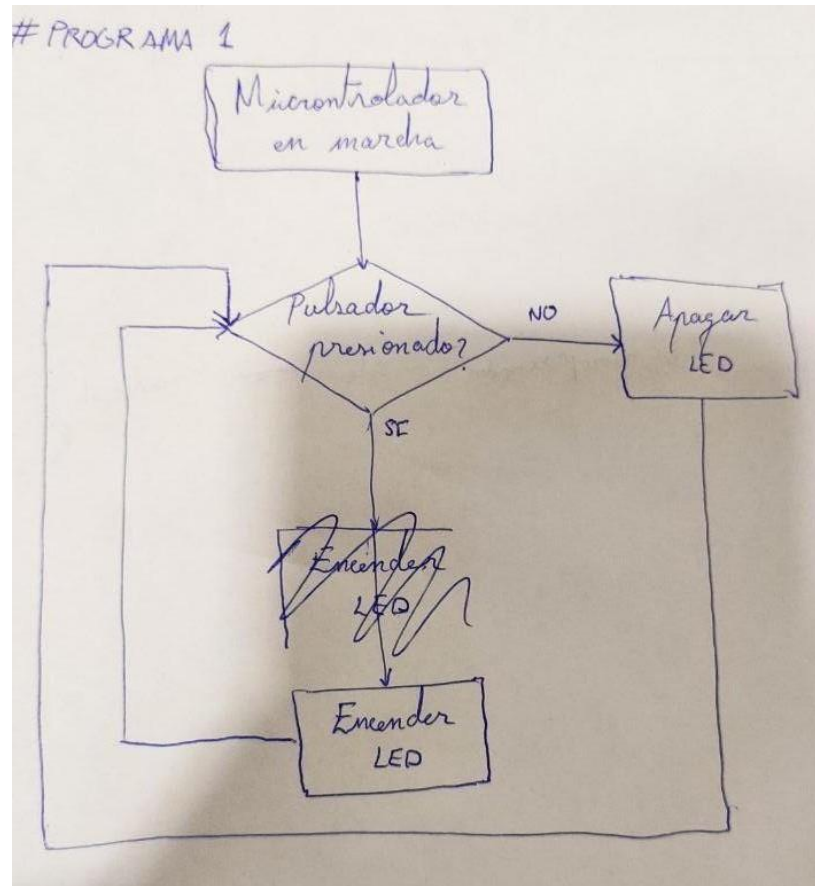 # PROGRAMA 1
Microntrolador
en marcha
Pulsador
presionado?
NO
Apagar
LED
SI
Encender
LED
Encender
LED